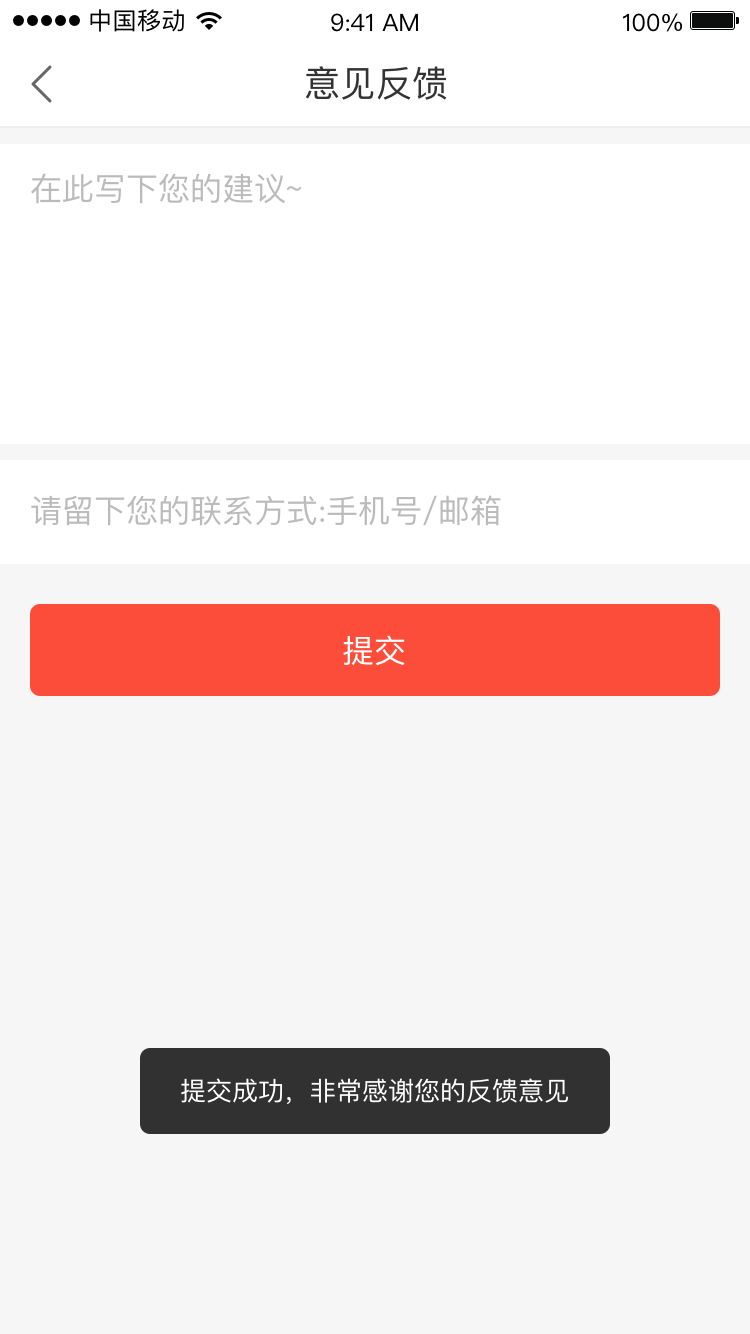 中国移动 9:41 AM 100%
意见反馈
在此写下您的建议~
请留下您的联系方式:手机号/邮箱
提交
提交成功，非常感谢您的反馈意见